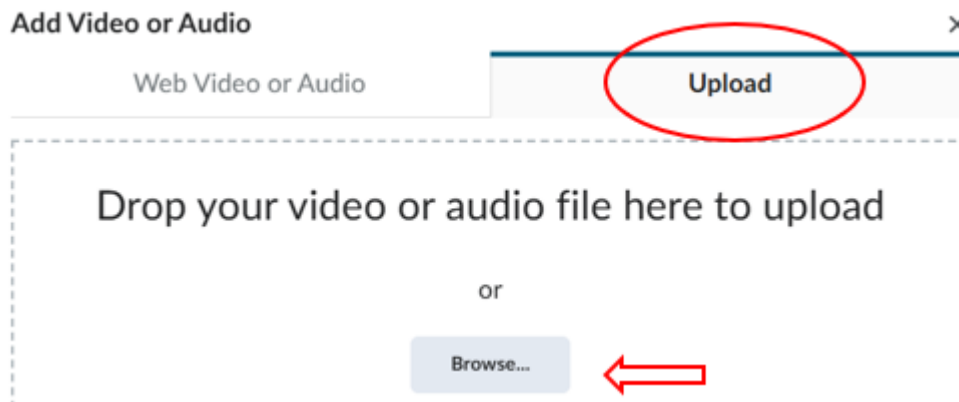 Add Video or Audio
Web Video or Audio
Upload
Drop your video or audio file here to upload
or
Browse...